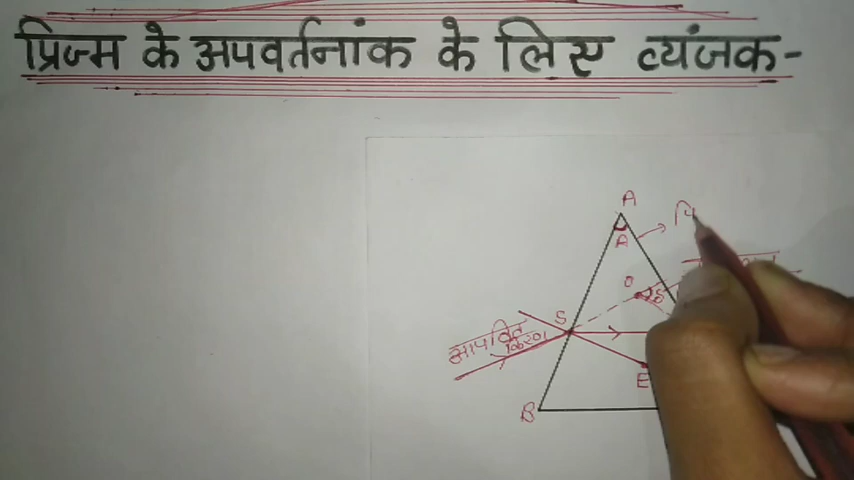 प्रिज्म के अपवर्तनांक के लिए व्यंजक-
A
A
O δ
S
आपतित
किरण
E
B